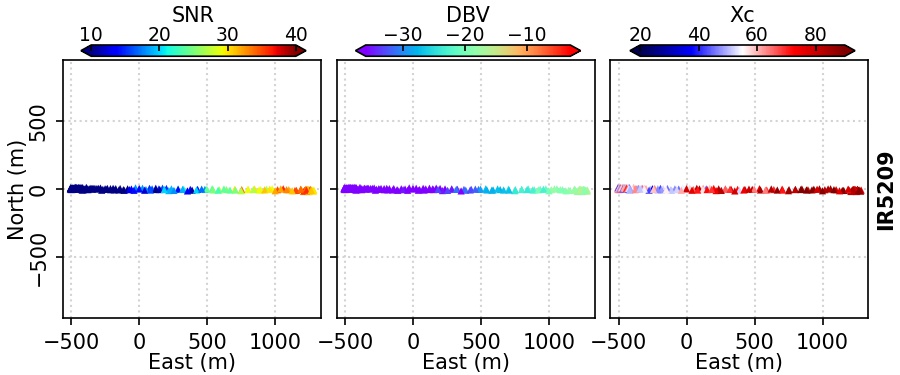 SNR DBV Xc
10 20 30 40 −30 −20 −10 20 40 60 80
North (m)
500
0
−500
IR5209
−500 0 500 1000 −500 0 500 1000 −500 0 500 1000
East (m) East (m) East (m)